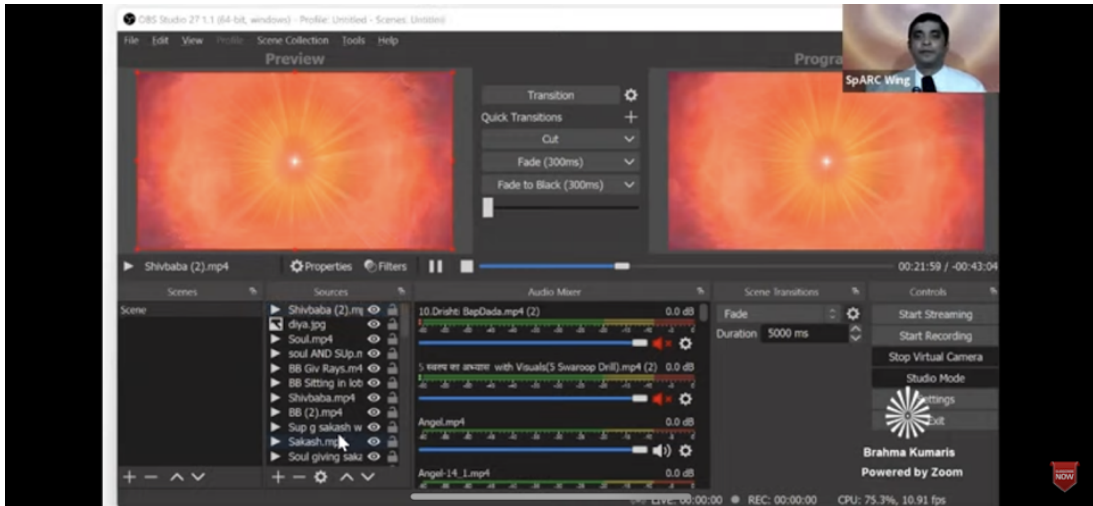 OBS Studio 27.1.1 (64-bit, windows) - Profile: Untitled - Scenes: Untitled
File Edit View Profile Scene Collection Tools Help
Preview
Progra
SpARC Wing
Transition
Quick Transitions
Cut
Fade (300ms)
Fade to Black (300ms)
Shivbaba (2).mp4
Properties
Filters
00:21:59 / -00:43:04
Scenes
Sources
Audio Mixer
Scene Transitions
Controls
Scene
Shivbaba (2).mp
diya.jpg
Soul.mp4
soul AND SUp.n
BB Giv Rays.m4
BB Sitting in lot
Shivbaba.mp4
BB (2).mp4
Sup g sakash w
Sakash.mp
Soul giving saka
10.Drishti BapDada.mp4 (2) 0.0 dB
5 स्वरुप का अभ्यास with Visuals(5 Swaroop Drill).mp4 (2) 0.0 dB
Angel.mp4 0.0 dB
Angel-14_1.mp4 0.0 dB
Fade
Duration 5000 ms
Start Streaming
Start Recording
Stop Virtual Camera
Studio Mode
ettings
Exit
Brahma Kumaris
Powered by Zoom
LIVE: 00:00:00 REC: 00:00:00 CPU: 75.3%, 10.91 fps
NOW